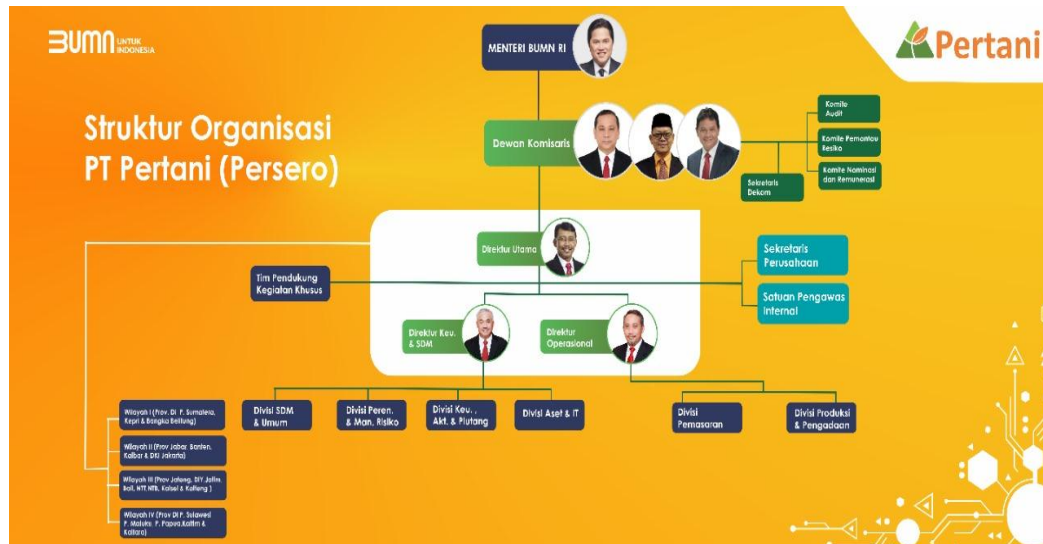 BUMN UNTUK
INDONESIA
Pertani
Struktur Organisasi
PT Pertani (Persero)
MENTERI BUMN RI
Dewan Komisaris
Komite
Audit
Komite Pemantau
Resiko
Komite Nominasi
dan Remunerasi
Sekretaris
Dekom
Direktur Utama
Tim Pendukung
Kegiatan Khusus
Sekretaris
Perusahaan
Satuan Pengawas
Internal
Direktur Keu.
& SDM
Direktur
Operasional
Divisi SDM
& Umum
Divisi Peren.
& Man. Risiko
Divisi Keu. ,
Akt. & Piutang
Divisi Aset & IT
Divisi
Pemasaran
Divisi Produksi
& Pengadaan
Wilayah I (Prov. Di P. Sumatera,
Kepri & Bangka Belitung)
Wilayah II (Prov Jabar, Banten,
Kalbar & DKI Jakarta)
Wilayah III (Prov Jateng, DIY Jatim,
Bali, NTT, NTB, Kalsel & Kalteng )
Wilayah IV (Prov Di P. Sulawesi
P. Maluku, P. Papua, Kaltim &
Kaltara)